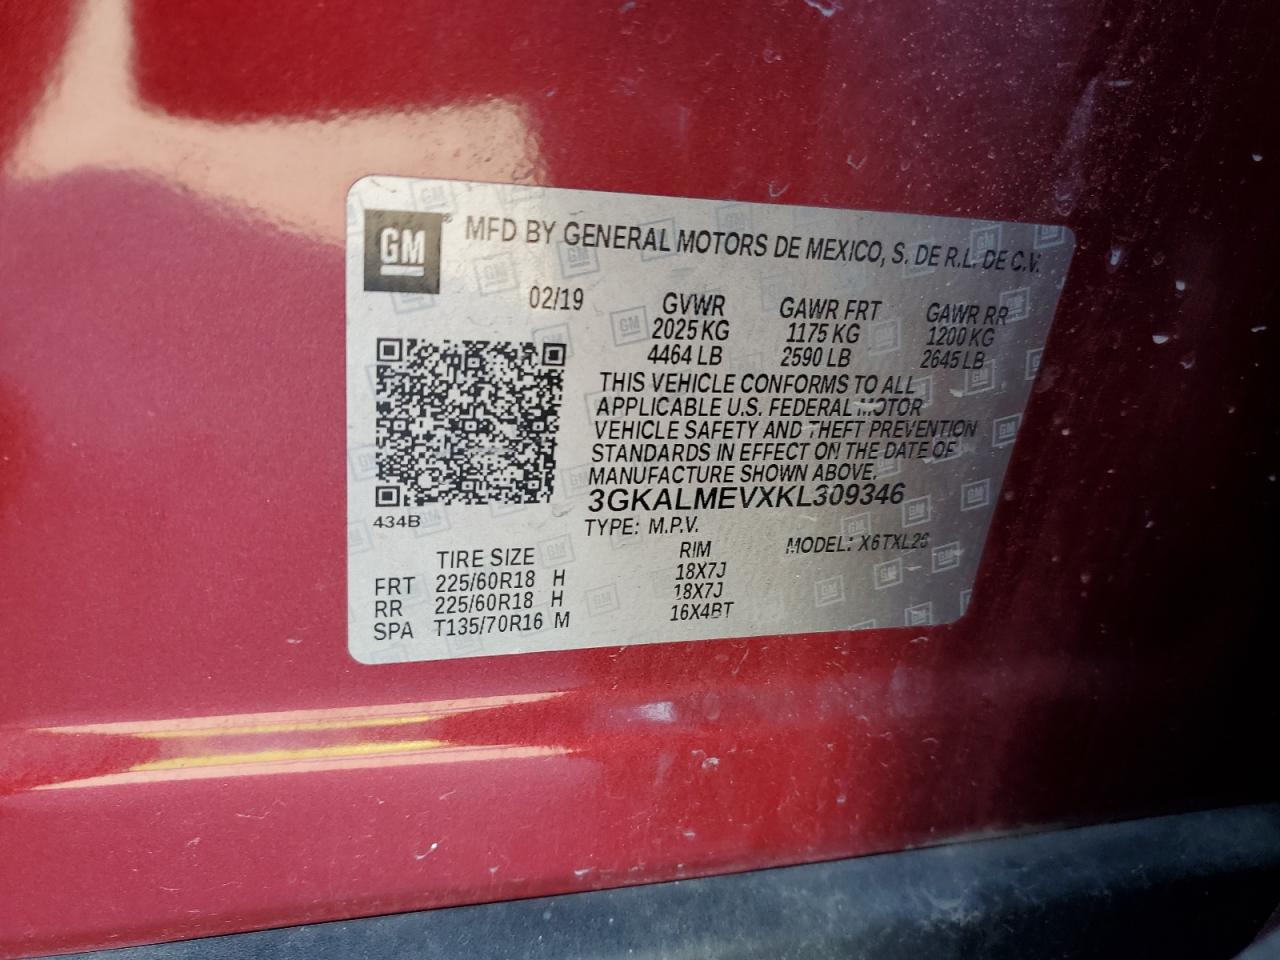 GM ® MFD BY GENERAL MOTORS DE MEXICO, S. DE R.L. DE C.V.
02/19 GVWR GAWR FRT GAWR RR
2025 KG 1175 KG 1200 KG
4464 LB 2590 LB 2645 LB
THIS VEHICLE CONFORMS TO ALL
APPLICABLE U.S. FEDERAL MOTOR
VEHICLE SAFETY AND THEFT PREVENTION
STANDARDS IN EFFECT ON THE DATE OF
MANUFACTURE SHOWN ABOVE.
3GKALMEVXKL309346
434B
TYPE: M.P.V. MODEL: X6TXL26
TIRE SIZE RIM
FRT 225/60R18 H 18X7J
RR 225/60R18 H 18X7J
SPA T135/70R16 M 16X4BT